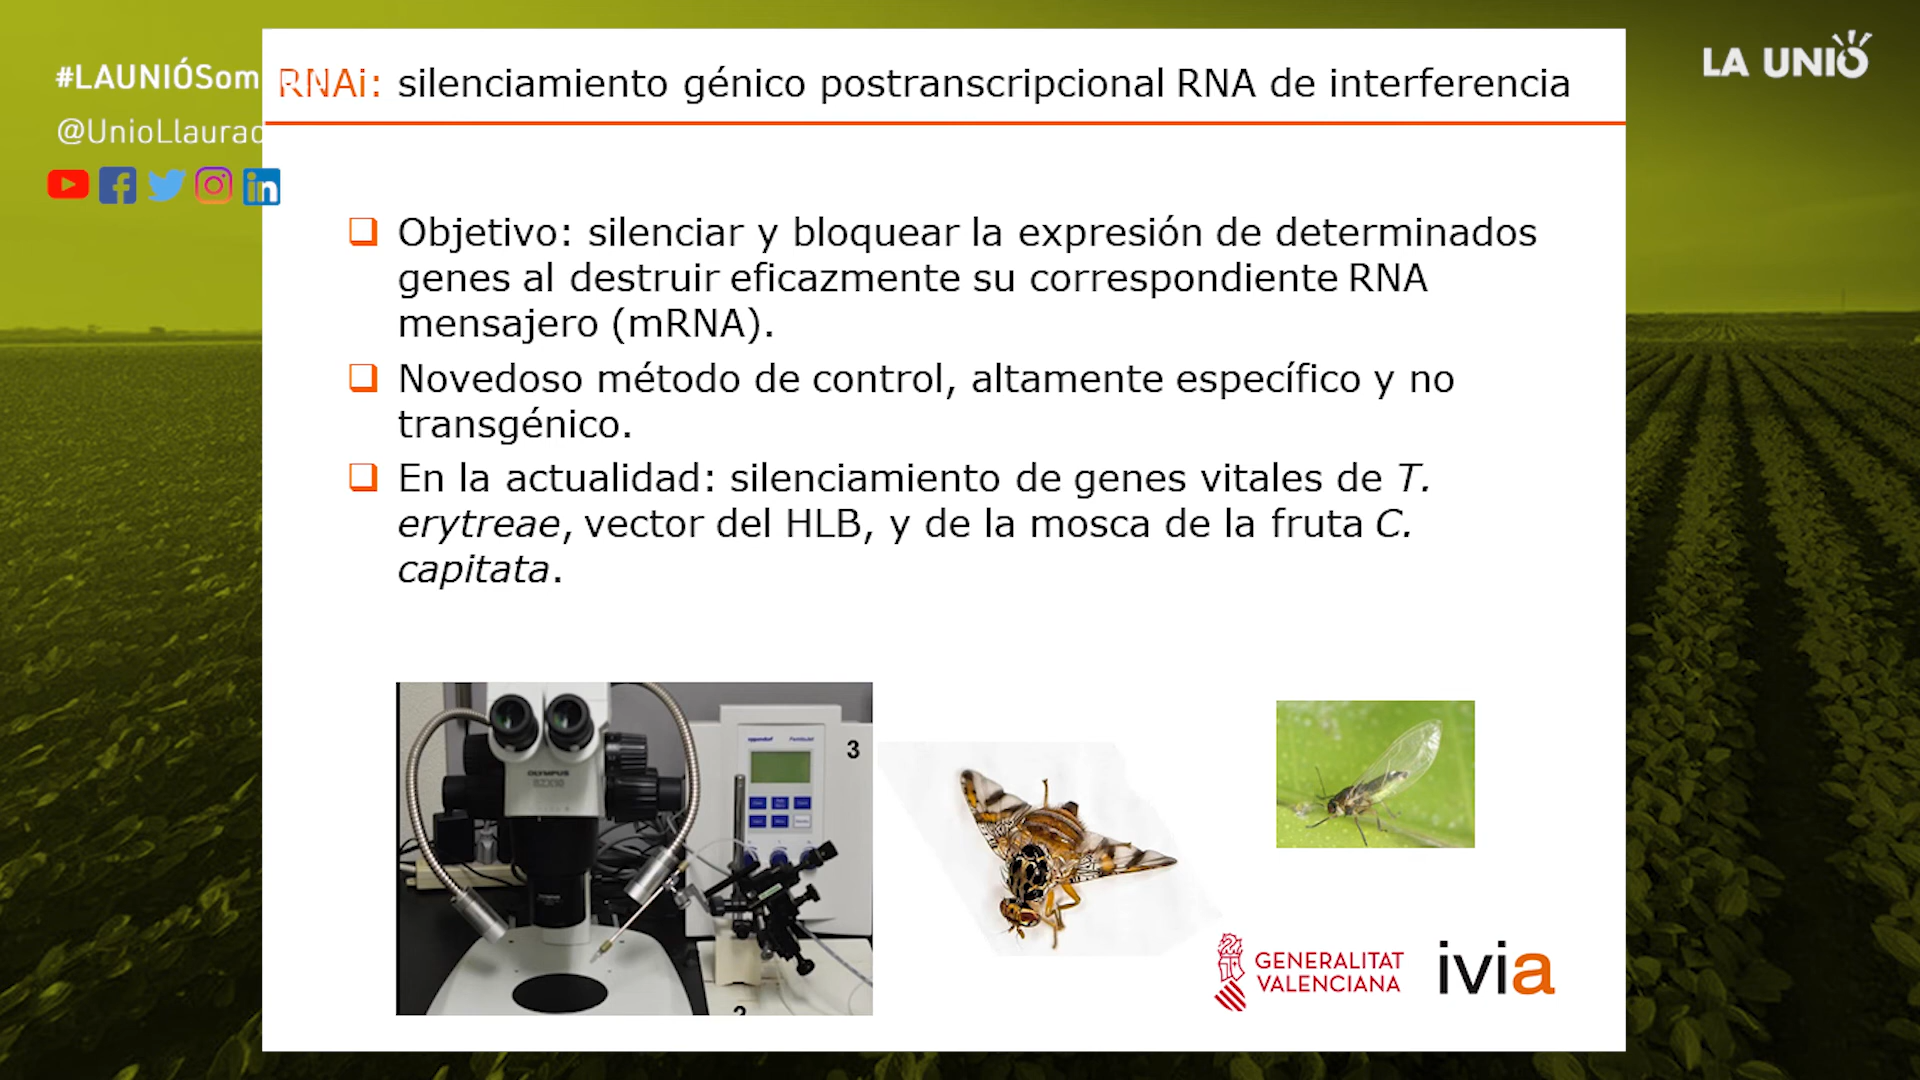 #LAUNIÓSom
@UnioLlaurad
LA UNIÓ
RNAi: silenciamiento génico postranscripcional RNA de interferencia
Objetivo: silenciar y bloquear la expresión de determinados
genes al destruir eficazmente su correspondiente RNA
mensajero (mRNA).
Novedoso método de control, altamente específico y no
transgénico.
En la actualidad: silenciamiento de genes vitales de T.
erytreae, vector del HLB, y de la mosca de la fruta C.
capitata.
OLYMPUS
eppendorf
3
2
GENERALITAT
VALENCIANA
ivia